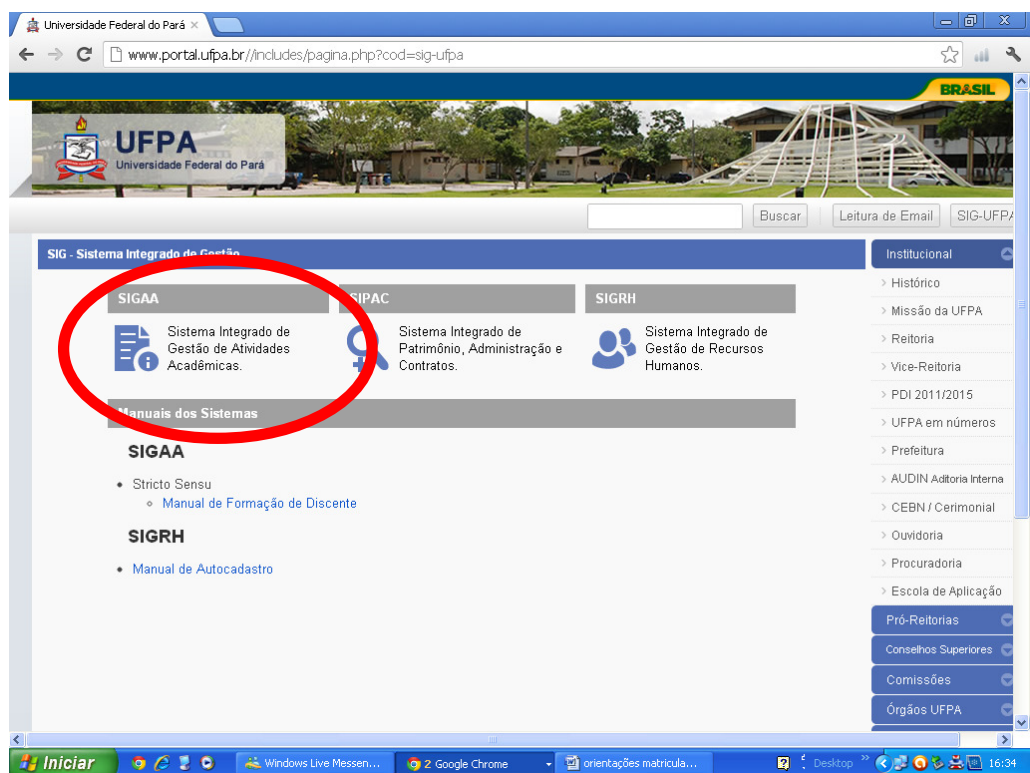 Universidade Federal do Pará
www.portal.ufpa.br//includes/pagina.php?cod=sig-ufpa
BRASIL
UFPA
Universidade Federal do Pará
Buscar
Leitura de Email
SIG-UFPA
SIG - Sistema Integrado de Gestão
SIGAA
SIPAC
SIGRH
Sistema Integrado de
Gestão de Atividades
Acadêmicas.
Sistema Integrado de
Patrimônio, Administração e
Contratos.
Sistema Integrado de
Gestão de Recursos
Humanos.
Manuais dos Sistemas
SIGAA
Stricto Sensu
Manual de Formação de Discente
SIGRH
Manual de Autocadastro
Institucional
Histórico
Missão da UFPA
Reitoria
Vice-Reitoria
PDI 2011/2015
UFPA em números
Prefeitura
AUDIN Aditoria Interna
CEBN / Cerimonial
Ouvidoria
Procuradoria
Escola de Aplicação
Pró-Reitorias
Conselhos Superiores
Comissões
Órgãos UFPA
Iniciar
Windows Live Messen...
2 Google Chrome
orientações matricula...
Desktop
16:34